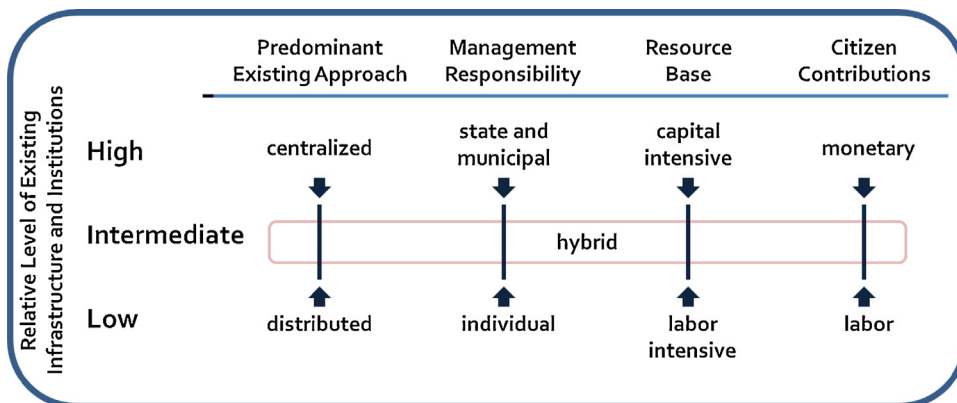 Relative Level of Existing
Infrastructure and Institutions
Predominant
Existing Approach
Management
Responsibility
Resource
Base
Citizen
Contributions
High
centralized
state and
municipal
capital
intensive
monetary
Intermediate
hybrid
Low
distributed
individual
labor
intensive
labor